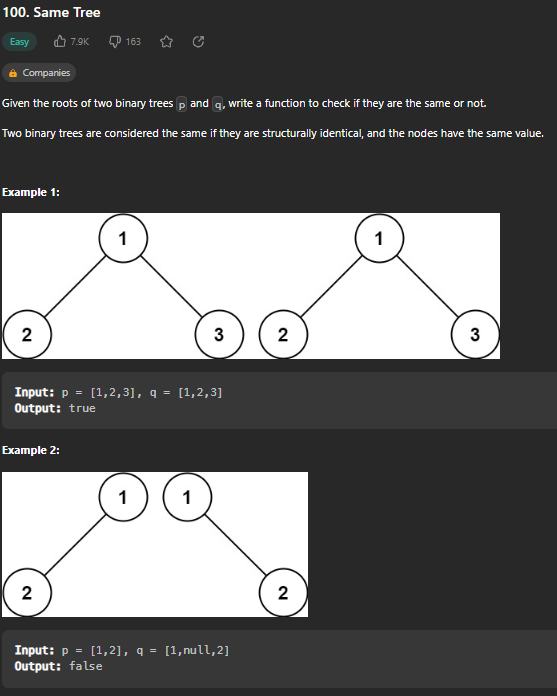 100. Same Tree
Easy 7.9K 163
Companies
Given the roots of two binary trees p and q, write a function to check if they are the same or not.
Two binary trees are considered the same if they are structurally identical, and the nodes have the same value.
Example 1:
1 1
2 3 2 3
Input: p = [1,2,3], q = [1,2,3]
Output: true
Example 2:
1 1
2 2
Input: p = [1,2], q = [1,null,2]
Output: false